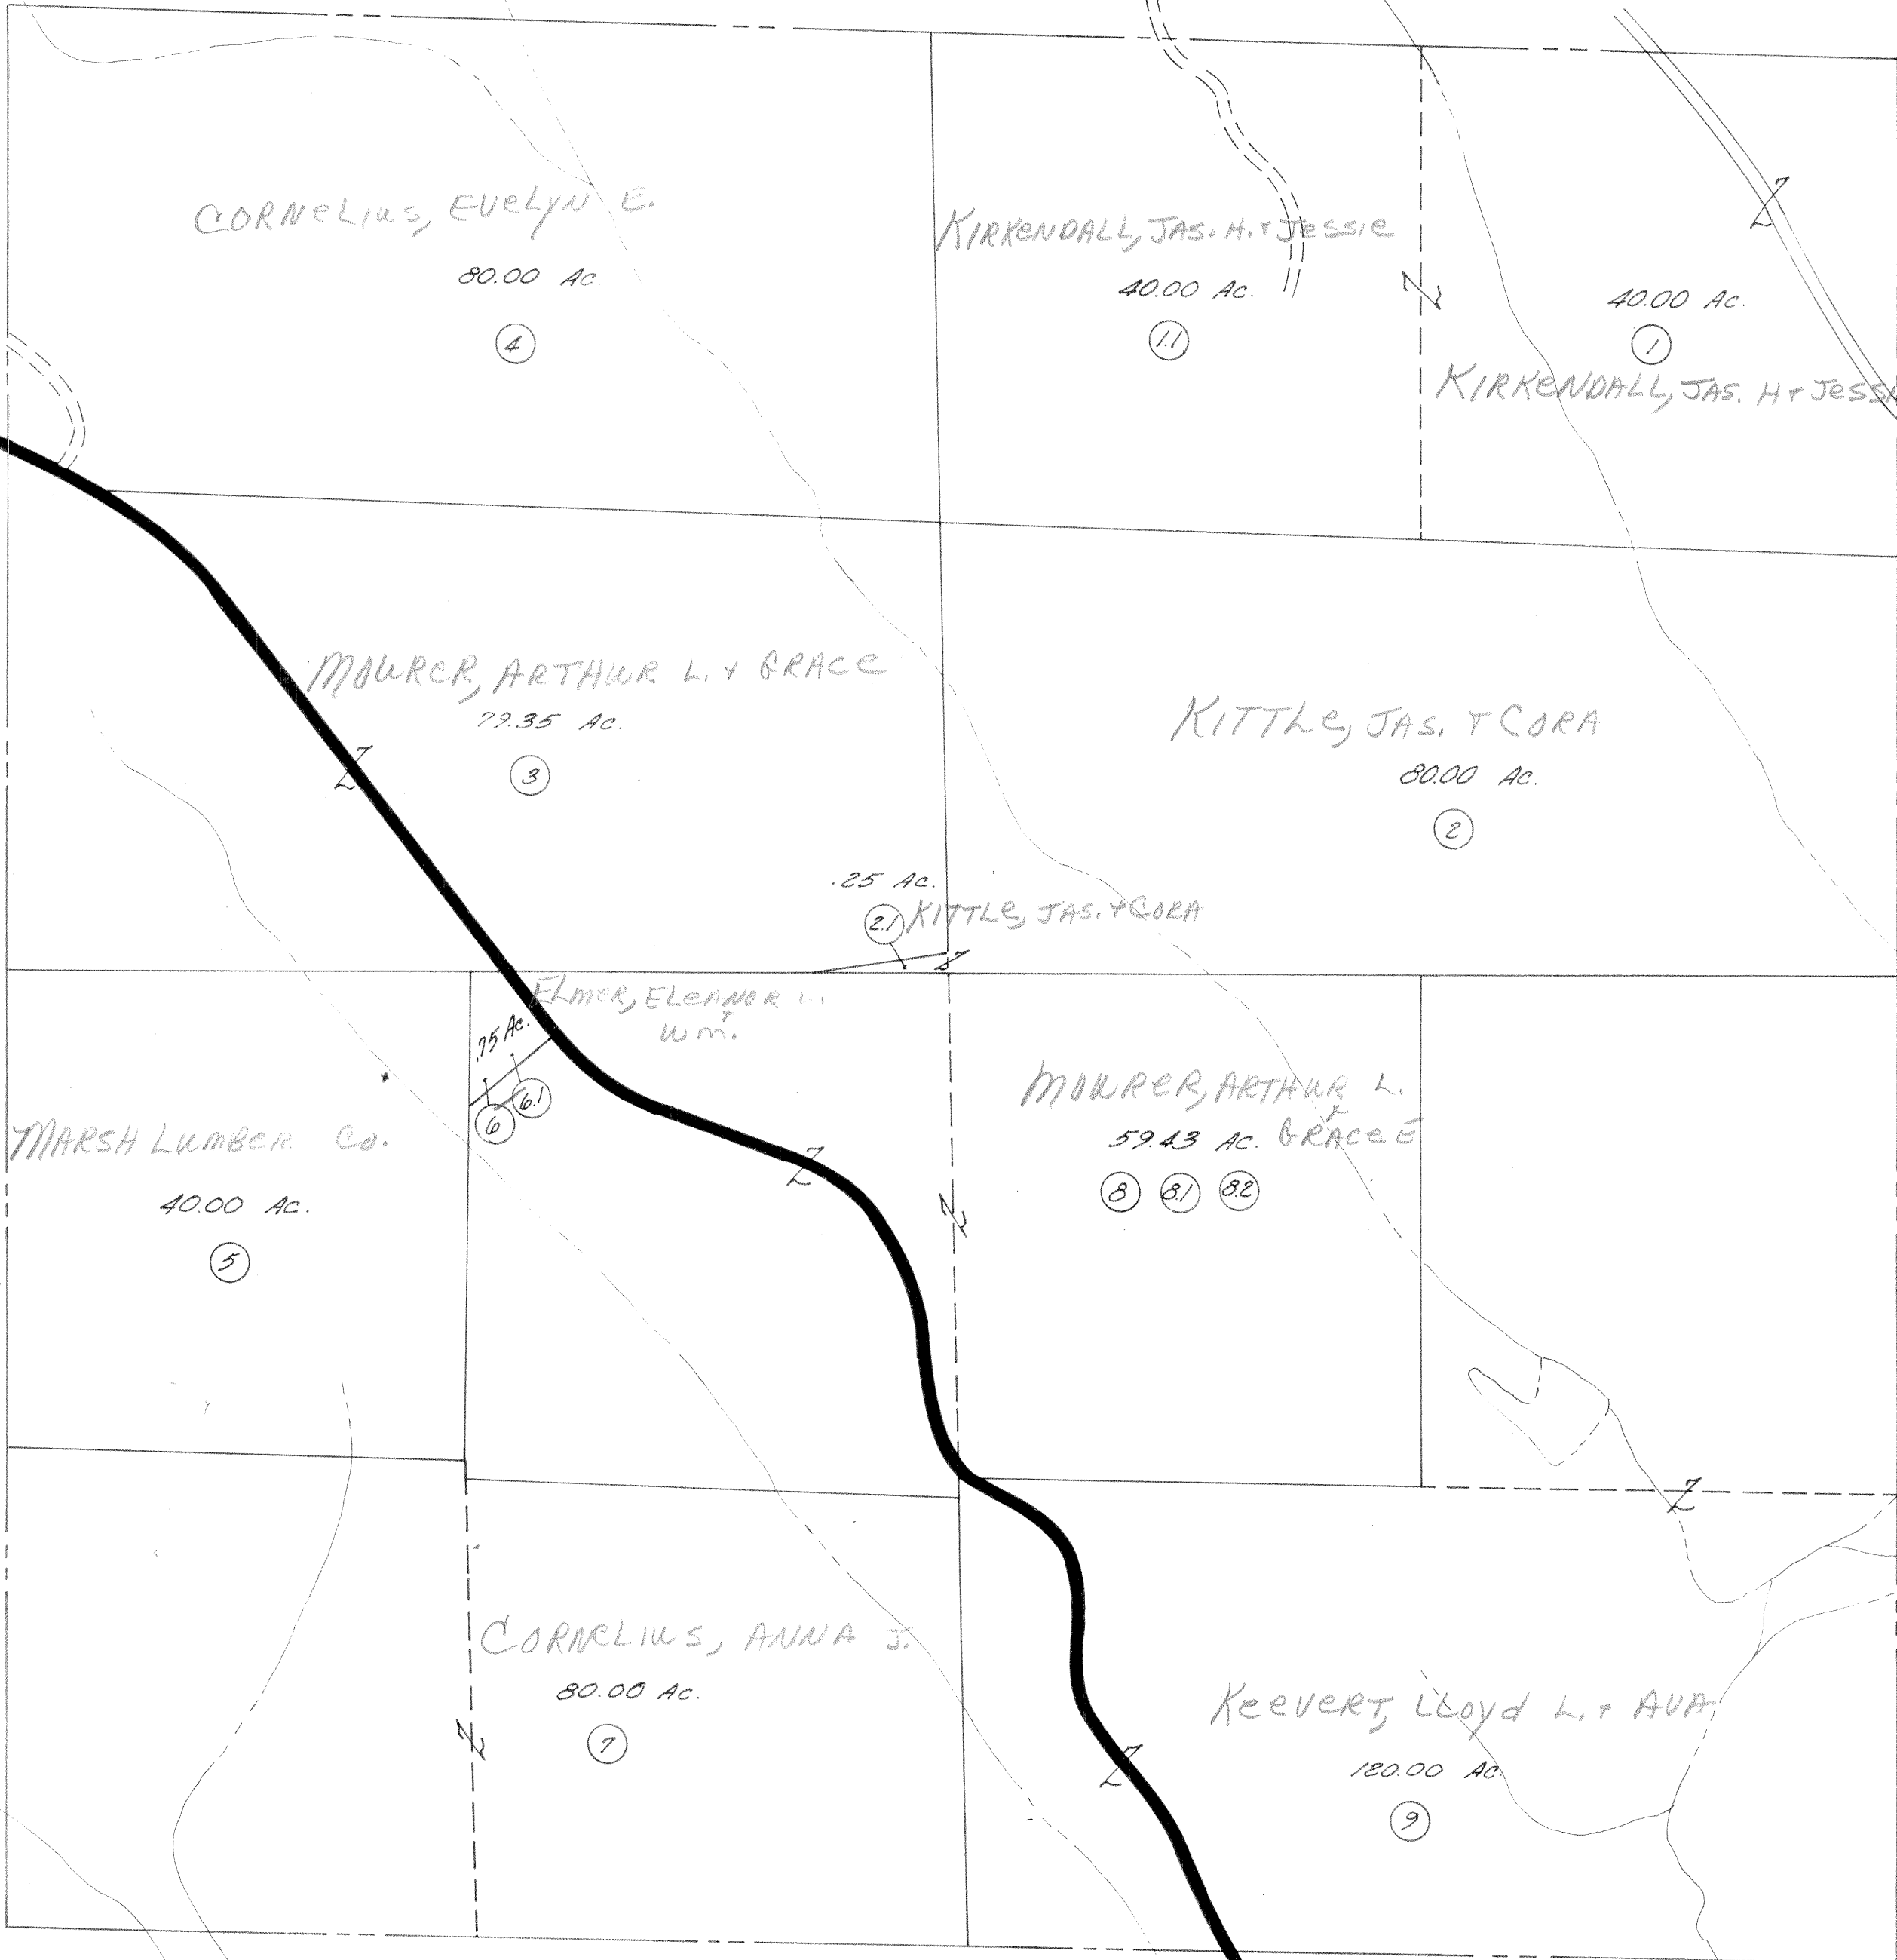 CORNELIUS, EVELYN E.
80.00 AC.
4
KIRKENDALL, JAS. H. + JESSIE
40.00 AC.
1.1
40.00 AC.
1
KIRKENDALL, JAS. H + JESSIE
MOURER, ARTHUR L. + GRACE
79.35 AC.
3
KITTLE, JAS. + CORA
80.00 AC.
2
.25 AC.
2.1 KITTLE, JAS. + CORA
ELMER, ELEANOR L.
+
WM.
.75 AC.
6 6.1
MARSH LUMBER CO.
40.00 AC.
5
MOURER, ARTHUR L.
+
59.43 AC. GRACE E
8 8.1 8.2
CORNELIUS, ANNA J.
80.00 AC.
7
KEEVERT, LLOYD L. + AVA
120.00 AC.
9